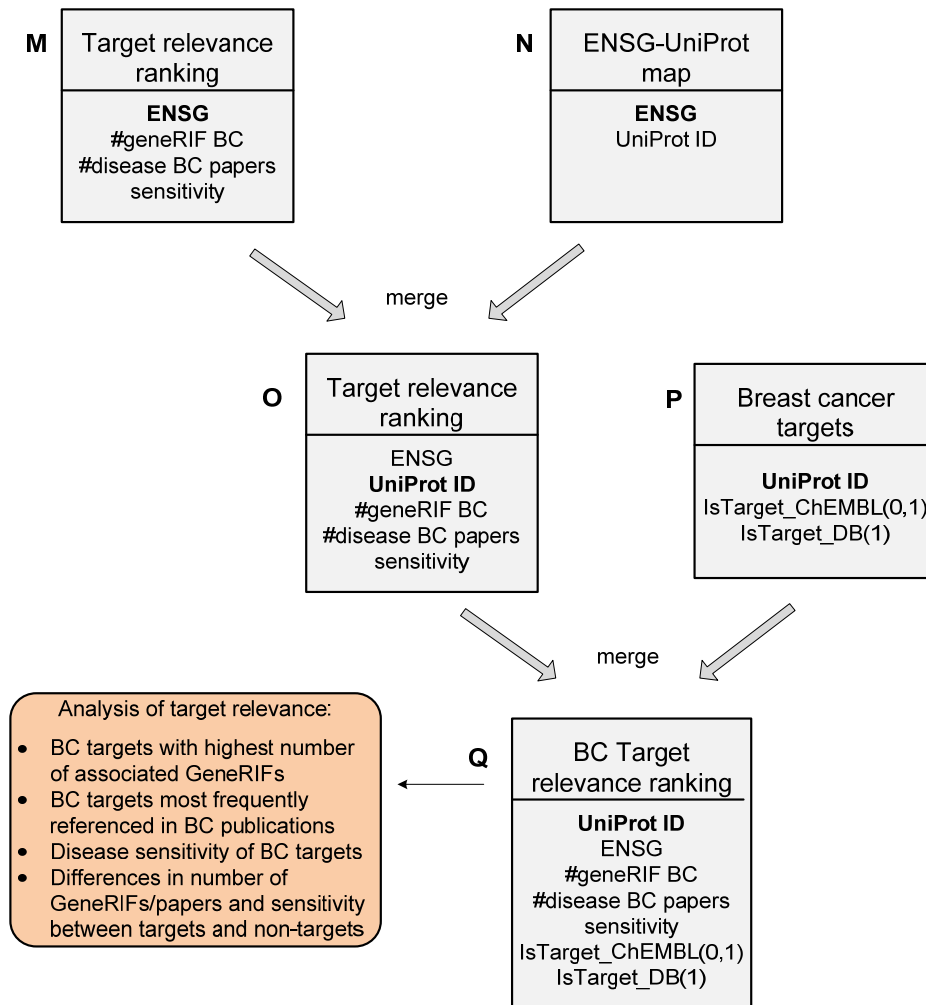 M
Target relevance
ranking
ENSG
#geneRIF BC
#disease BC papers
sensitivity
N
ENSG-UniProt
map
ENSG
UniProt ID
merge
O
Target relevance
ranking
ENSG
UniProt ID
#geneRIF BC
#disease BC papers
sensitivity
P
Breast cancer
targets
UniProt ID
IsTarget_ChEMBL(0,1)
IsTarget_DB(1)
merge
Analysis of target relevance:
• BC targets with highest number
of associated GeneRIFs
• BC targets most frequently
referenced in BC publications
• Disease sensitivity of BC targets
• Differences in number of
GeneRIFs/papers and sensitivity
between targets and non-targets
Q
BC Target
relevance ranking
UniProt ID
ENSG
#geneRIF BC
#disease BC papers
sensitivity
IsTarget_ChEMBL(0,1)
IsTarget_DB(1)